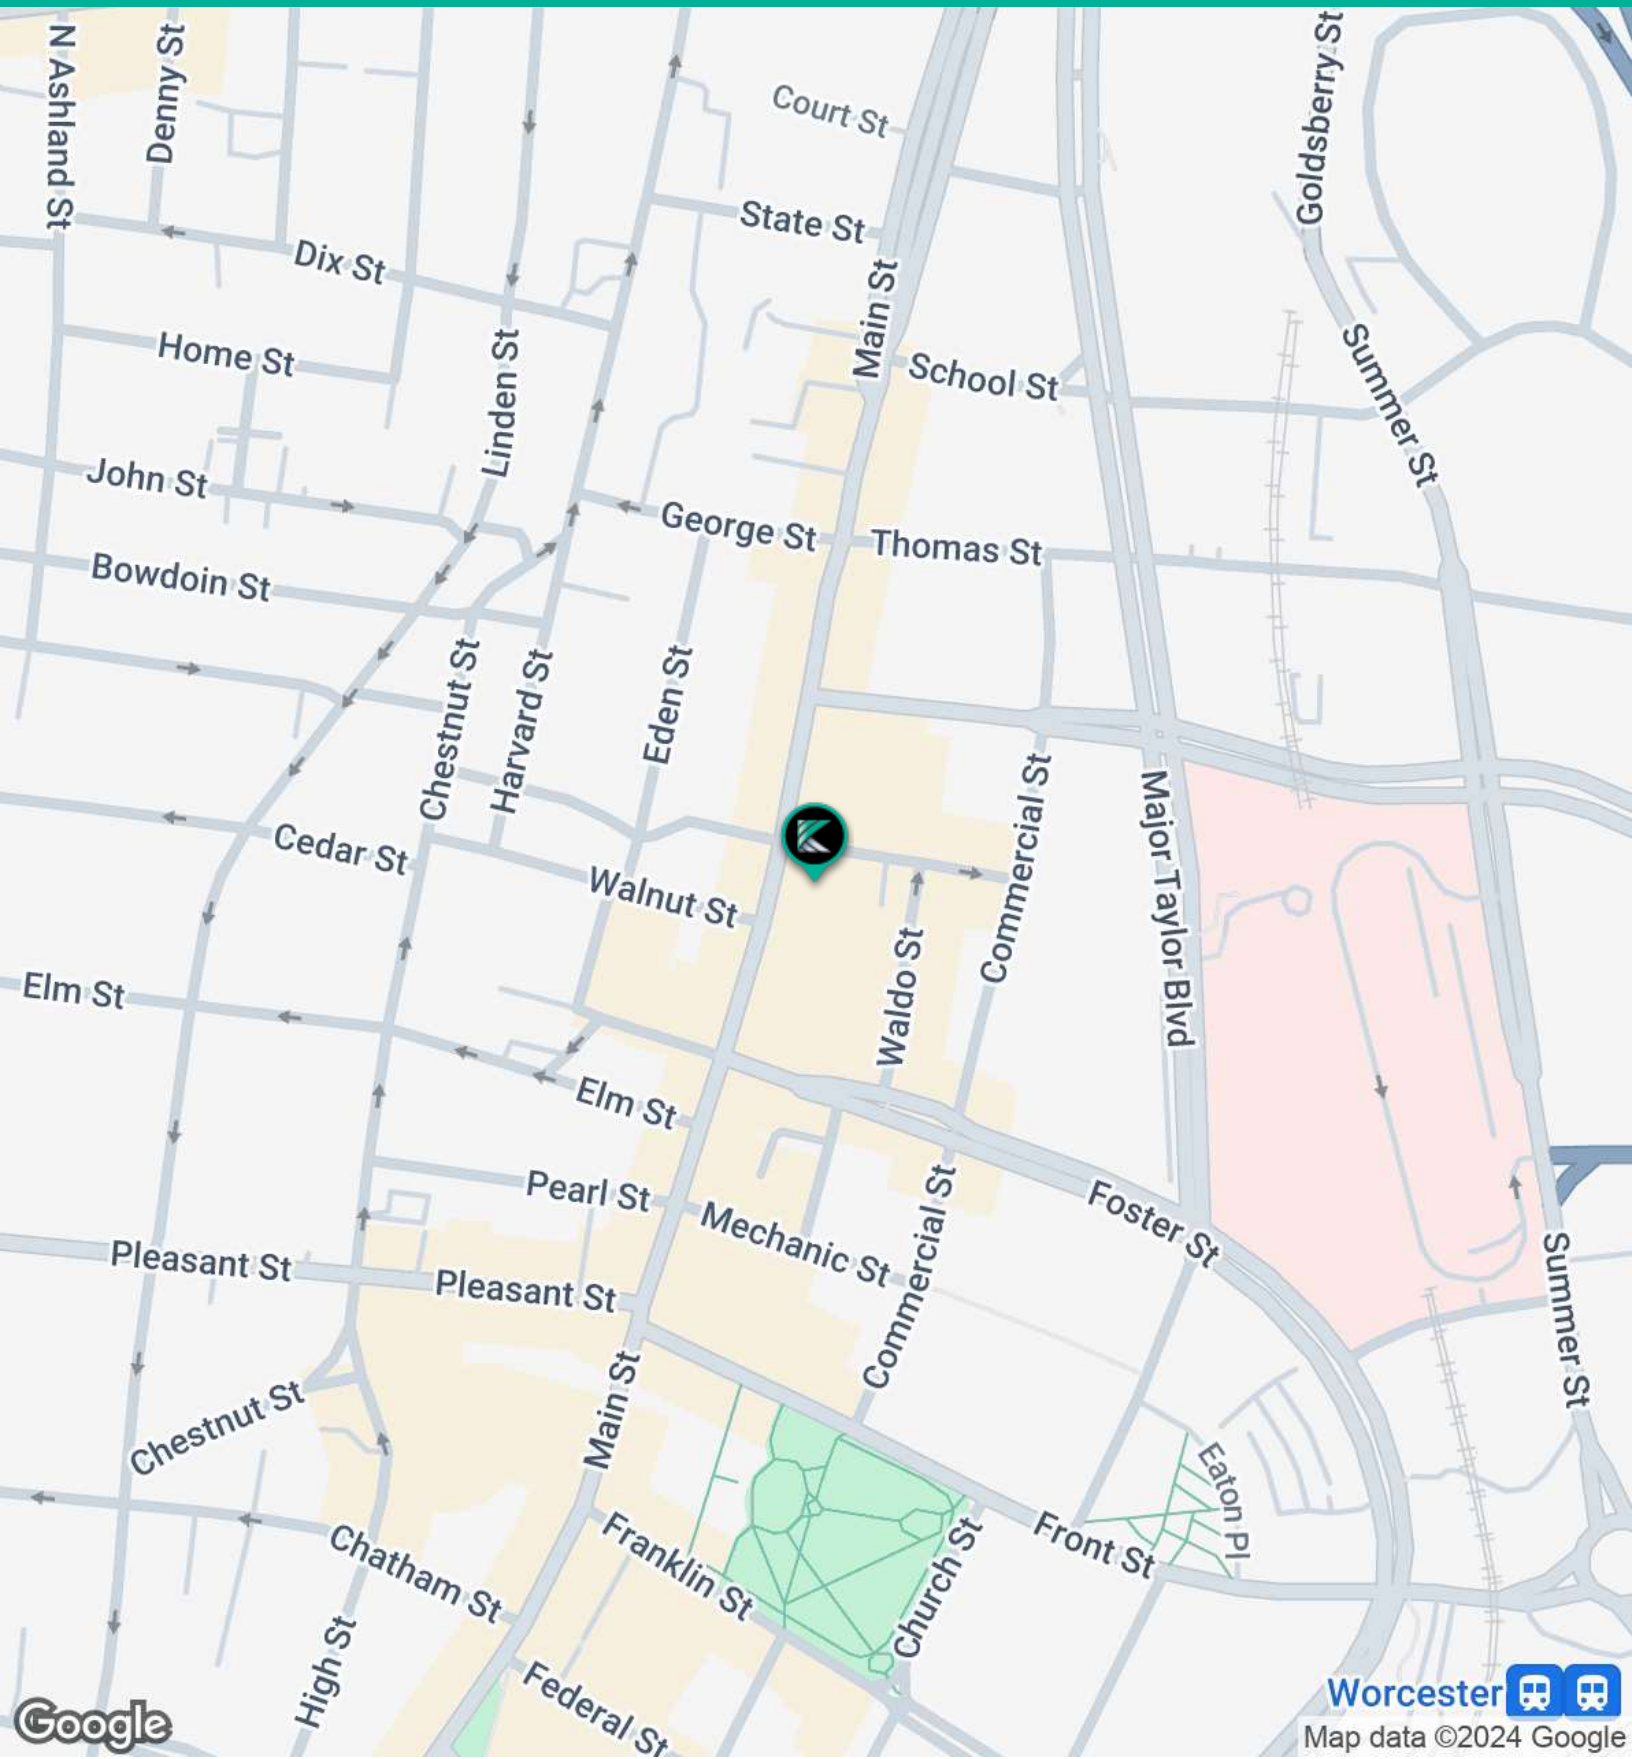 N Ashland St
Denny St
Goldsberry St
Court St
State St
Dix St
Main St
Home St
Linden St
School St
Summer St
John St
George St
Thomas St
Bowdoin St
Chestnut St
Harvard St
Eden St
Commercial St
Major Taylor Blvd
Cedar St
Walnut St
Waldo St
Elm St
Elm St
Pearl St
Mechanic St
Commercial St
Foster St
Pleasant St
Pleasant St
Summer St
Main St
Chestnut St
Eaton Pl
Chatham St
Franklin St
Church St
Front St
High St
Federal St
Worcester
Google
Map data ©2024 Google